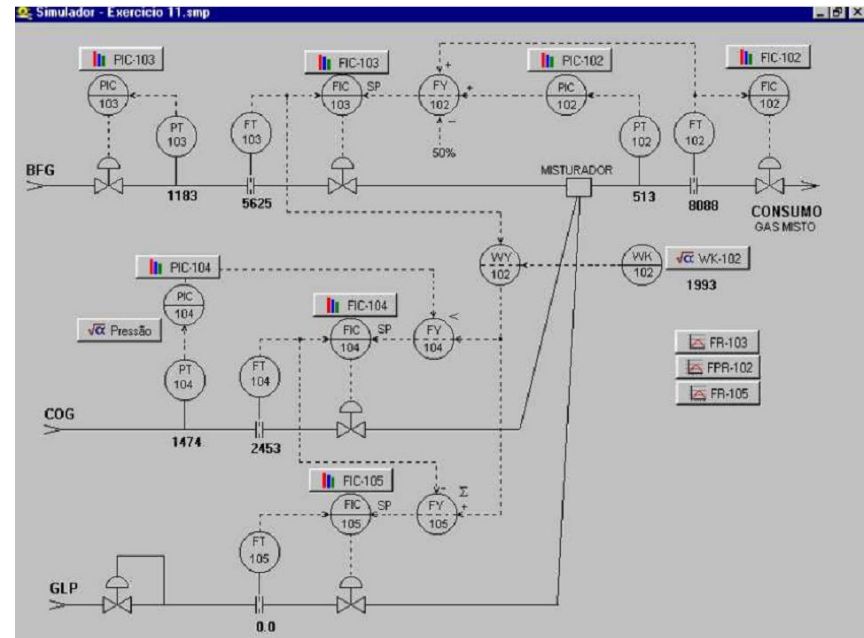 Simulador - Exercício 11.smp
PIC-103
FIC-103
PIC-102
FIC-102
PIC
103
FIC
103
SP
FY
102
+
+
−
50%
PIC
102
FIC
102
PT
103
FT
103
PT
102
FT
102
BFG
1183
5625
MISTURADOR
513
8088
CONSUMO
GAS MISTO
PIC-104
WY
102
WK
102
√α WK-102
1993
PIC
104
FIC-104
√α Pressão
FIC
104
SP
FY
104
<
PT
104
FT
104
FR-103
FPR-102
FR-105
COG
1474
2453
FIC-105
FIC
105
SP
FY
105
-
Σ
+
FT
105
GLP
0.0